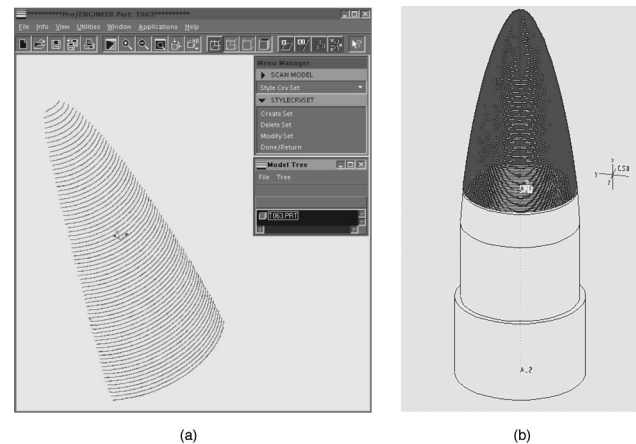 **********Pro/ENGINEER Part: T063**********
File Info View Utilities Window Applications Help
Menu Manager
SCAN MODEL
Style Crv Set
STYLECRVSET
Create Set
Delete Set
Modify Set
Done/Return
Model Tree
File Tree
T063.PRT
X
Y
Z
CS0
A_2
(a)
(b)